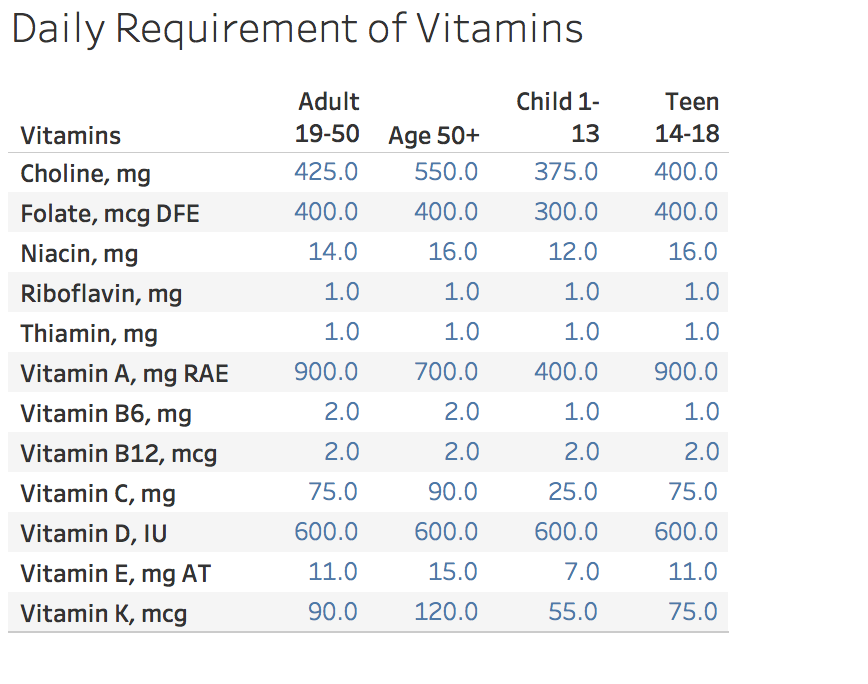 Daily Requirement of Vitamins
Adult Child 1- Teen
Vitamins 19-50 Age 50+ 13 14-18
Choline, mg 425.0 550.0 375.0 400.0
Folate, mcg DFE 400.0 400.0 300.0 400.0
Niacin, mg 14.0 16.0 12.0 16.0
Riboflavin, mg 1.0 1.0 1.0 1.0
Thiamin, mg 1.0 1.0 1.0 1.0
Vitamin A, mg RAE 900.0 700.0 400.0 900.0
Vitamin B6, mg 2.0 2.0 1.0 1.0
Vitamin B12, mcg 2.0 2.0 2.0 2.0
Vitamin C, mg 75.0 90.0 25.0 75.0
Vitamin D, IU 600.0 600.0 600.0 600.0
Vitamin E, mg AT 11.0 15.0 7.0 11.0
Vitamin K, mcg 90.0 120.0 55.0 75.0